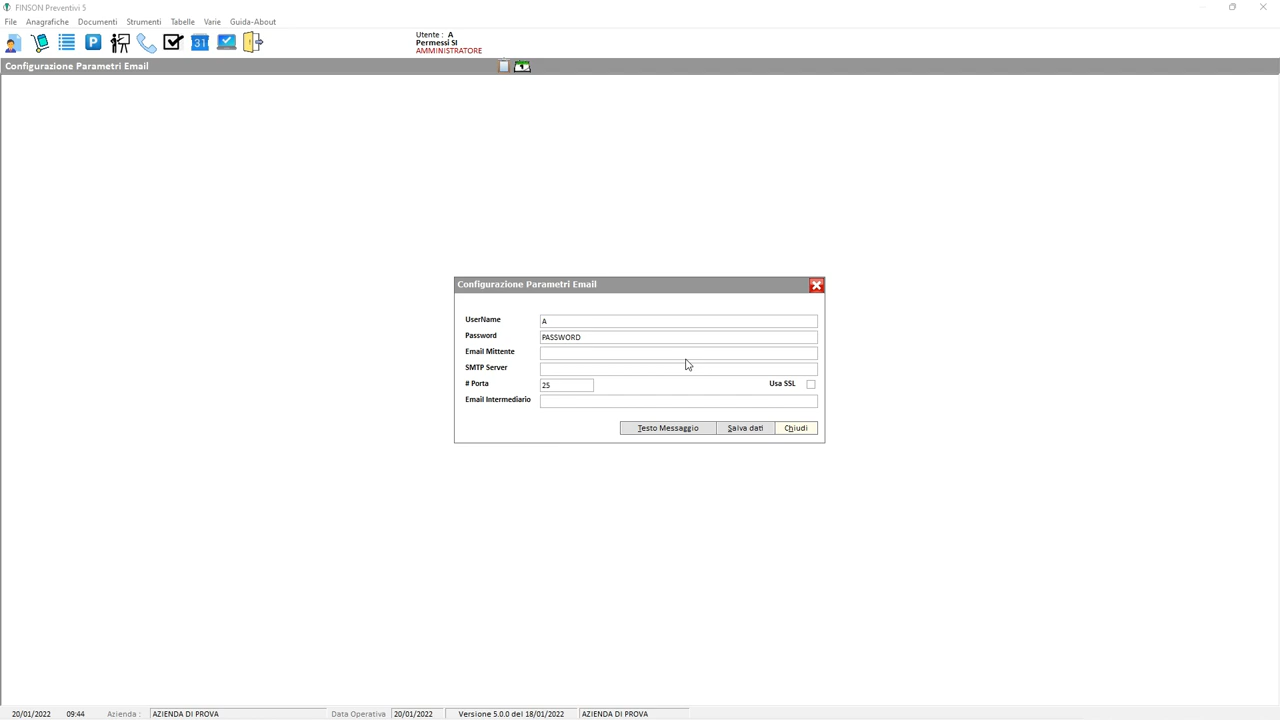 FINSON Preventivi 5
File Anagrafiche Documenti Strumenti Tabelle Varie Guida-About
P 31
Utente : A
Permessi SI
AMMINISTRATORE
Configurazione Parametri Email
Configurazione Parametri Email
UserName A
Password PASSWORD
Email Mittente
SMTP Server
# Porta 25 Usa SSL
Email Intermediario
Testo Messaggio Salva dati Chiudi
20/01/2022 09:44 Azienda : AZIENDA DI PROVA Data Operativa 20/01/2022 Versione 5.0.0 del 18/01/2022 AZIENDA DI PROVA